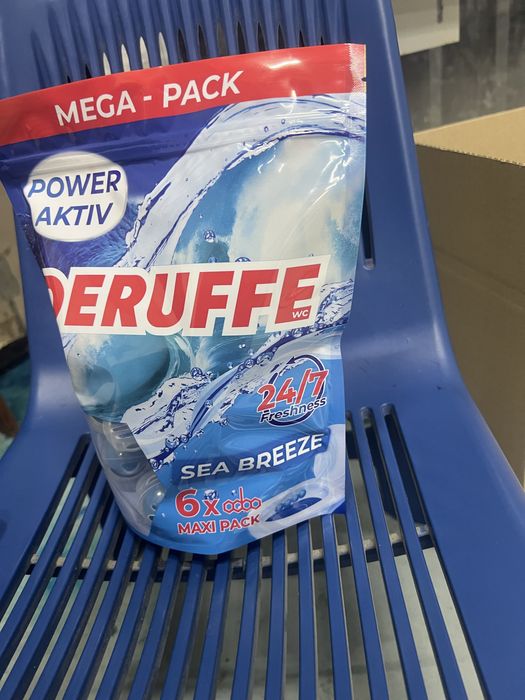 MEGA - PACK
POWER
AKTIV
DERUFFE
WC
24/7
Freshness
SEA BREEZE
6x
MAXI PACK